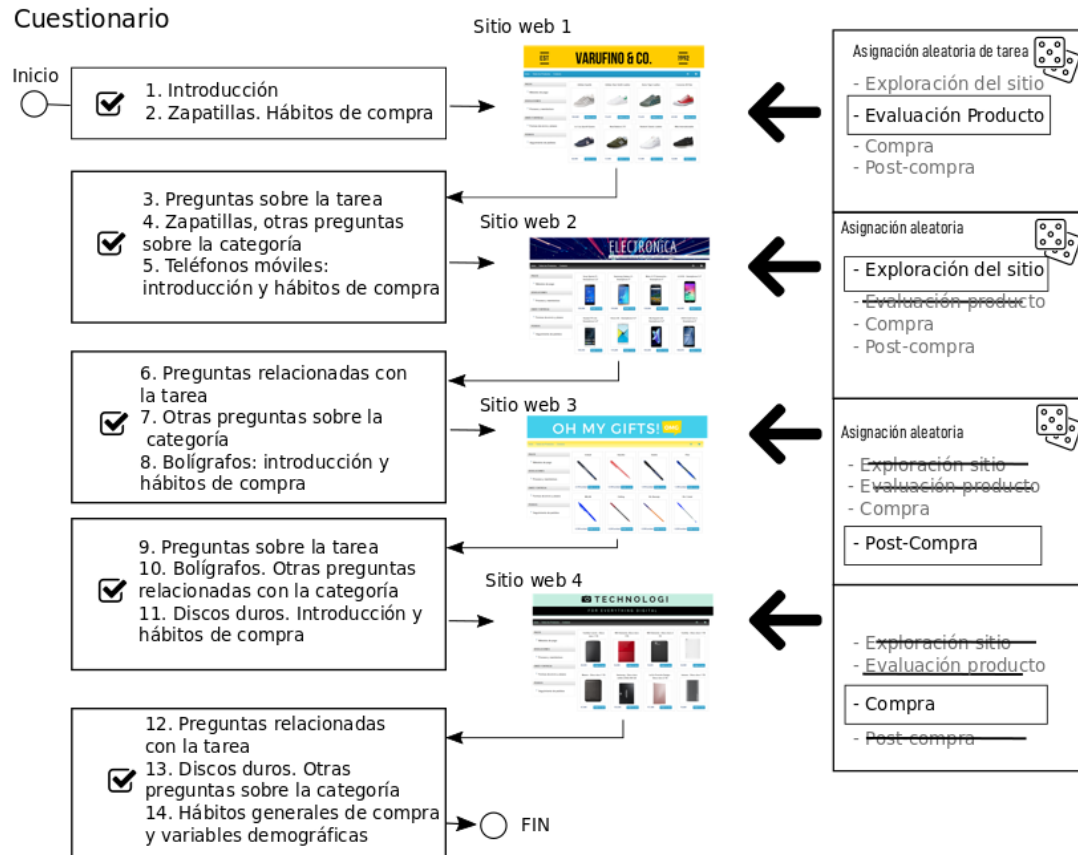 Cuestionario
Inicio
1. Introducción
2. Zapatillas. Hábitos de compra
Sitio web 1
EST
VARUFINO & CO.
Asignación aleatoria de tarea
- Exploración del sitio
- Evaluación Producto
- Compra
- Post-compra
3. Preguntas sobre la tarea
4. Zapatillas, otras preguntas
sobre la categoría
5. Teléfonos móviles:
introducción y hábitos de compra
Sitio web 2
ELECTRONiCA
Asignación aleatoria
- Exploración del sitio
- Evaluación producto
- Compra
- Post-compra
6. Preguntas relacionadas con
la tarea
7. Otras preguntas sobre la
categoría
8. Bolígrafos: introducción y
hábitos de compra
Sitio web 3
OH MY GIFTS!
Asignación aleatoria
- Exploración sitio
- Evaluación producto
- Compra
- Post-Compra
9. Preguntas sobre la tarea
10. Bolígrafos. Otras preguntas
relacionadas con la categoría
11. Discos duros. Introducción y
hábitos de compra
Sitio web 4
TECHNOLOGI
FOR EVERYTHING DIGITAL
- Exploración sitio
- Evaluación producto
- Compra
- Post-compra
12. Preguntas relacionadas
con la tarea
13. Discos duros. Otras
preguntas sobre la categoría
14. Hábitos generales de compra
y variables demográficas
FIN